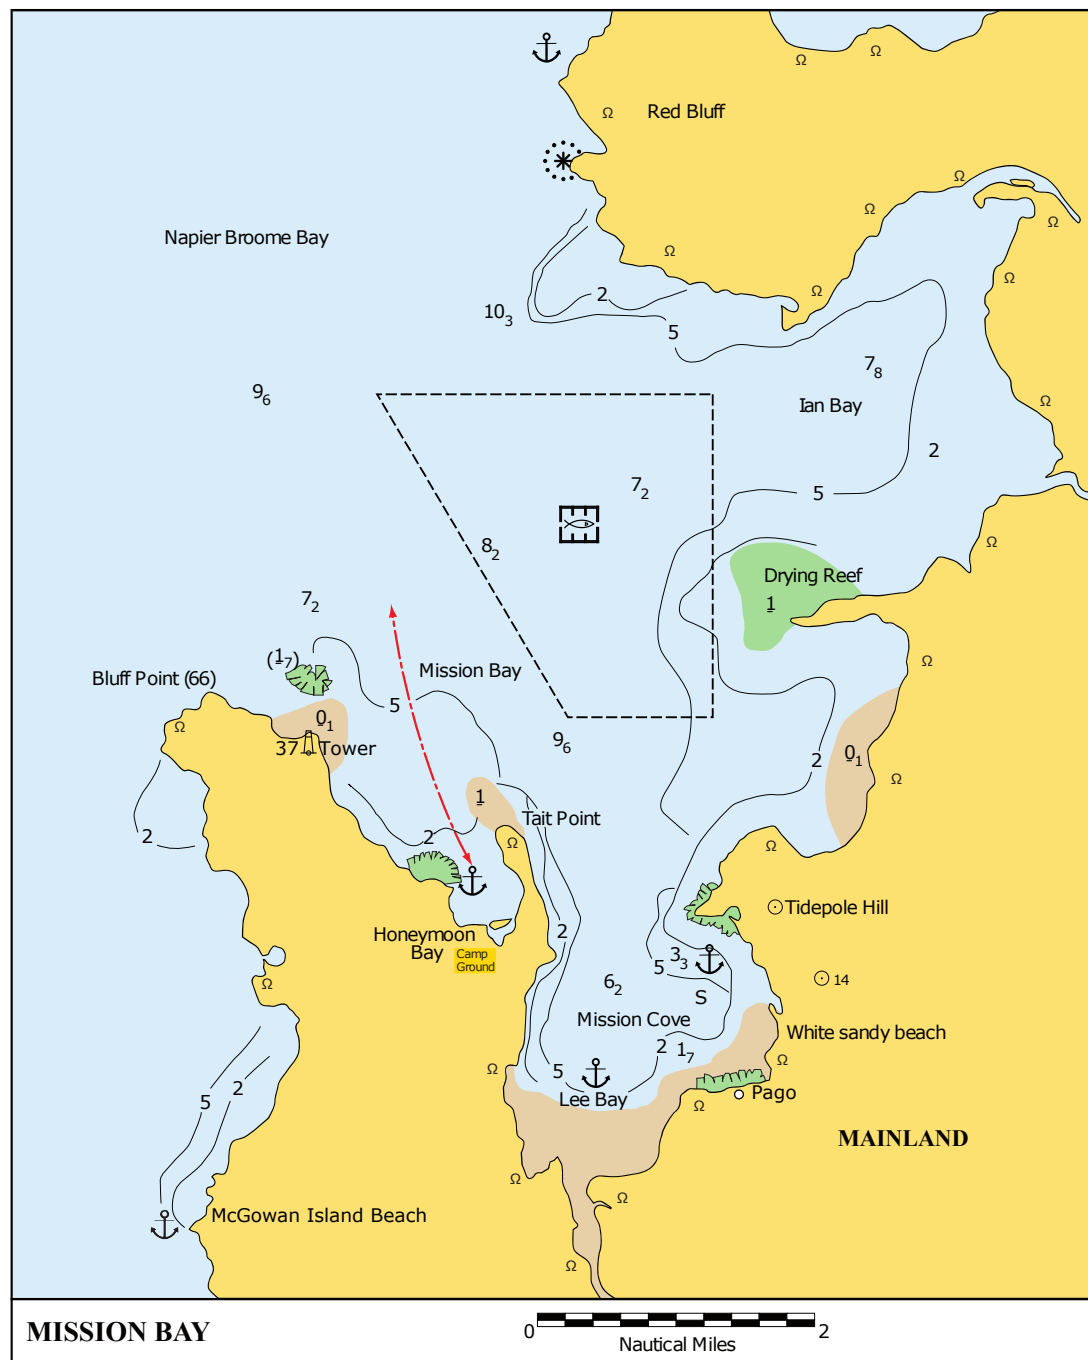 Red Bluff
Napier Broome Bay
2
10₃
5
7₈
9₆
Ian Bay
2
7₂
5
8₂
Drying Reef
1
7₂
(1₇)
Mission Bay
Bluff Point (66)
5
0₁
37 Tower
9₆
2
0₁
1
Tait Point
2
2
Tidepole Hill
Honeymoon
Bay
Camp
Ground
2
3₃
5
6₂
14
S
Mission Cove
White sandy beach
2
1₇
5
2
5
Lee Bay
Pago
MAINLAND
McGowan Island Beach
MISSION BAY
0
2
Nautical Miles